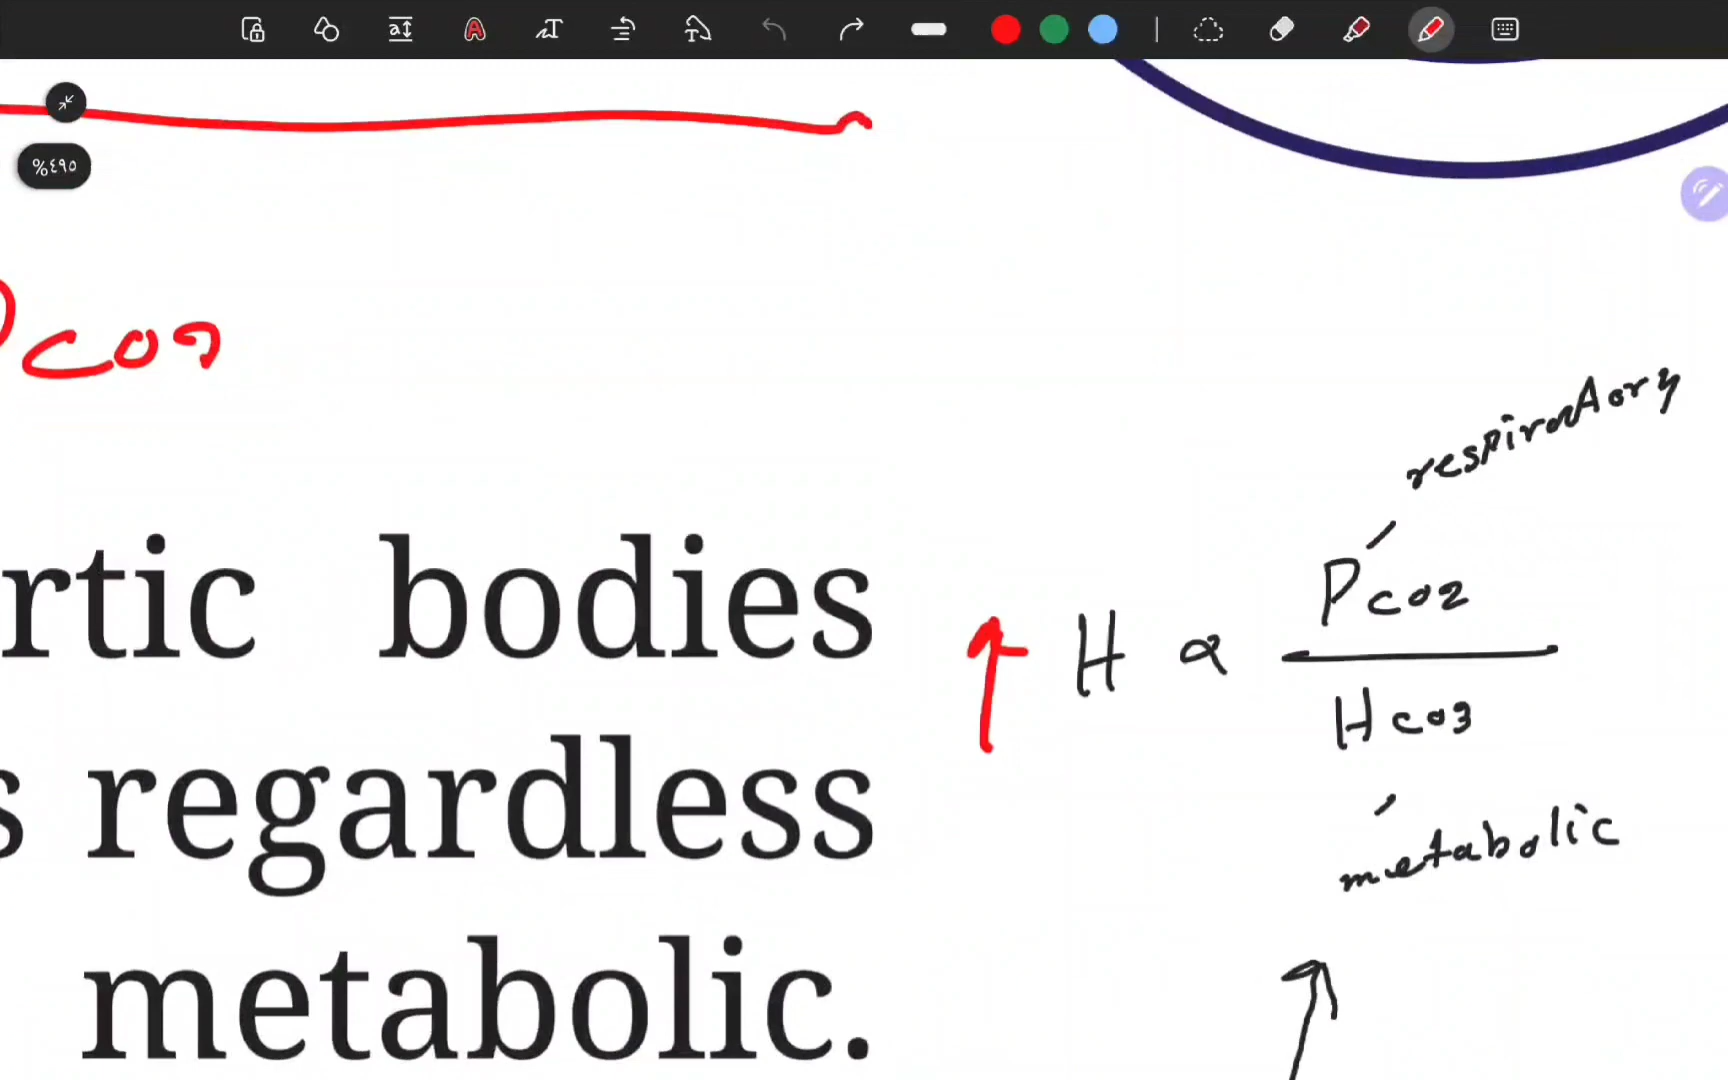 %٤٩٥
Pco2
respiratory
rtic bodies
H ∝ Pco2
Hco3
s regardless
metabolic
metabolic.